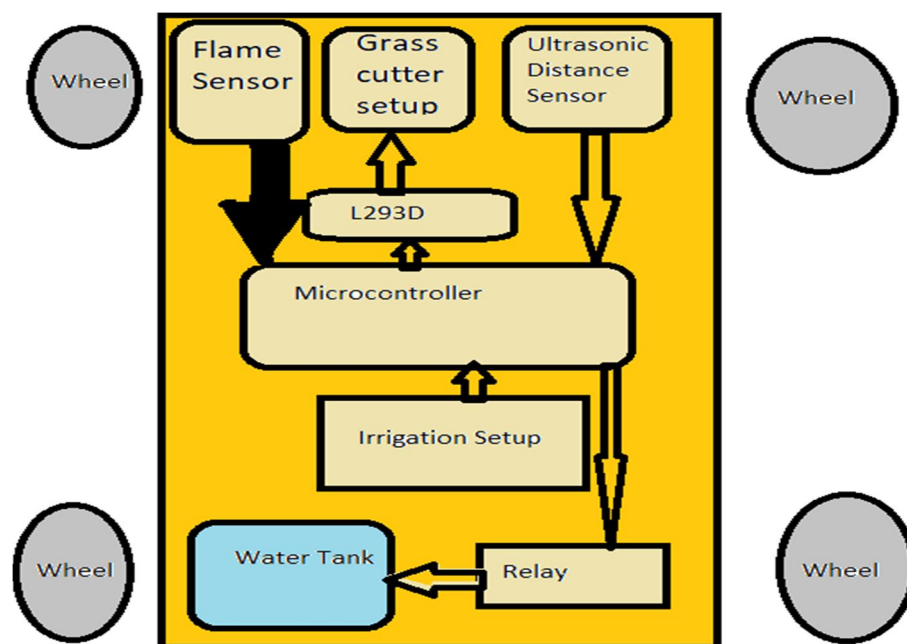 Wheel
Flame
Sensor
Grass
cutter
setup
Ultrasonic
Distance
Sensor
Wheel
L293D
Microcontroller
Irrigation Setup
Wheel
Water Tank
Relay
Wheel